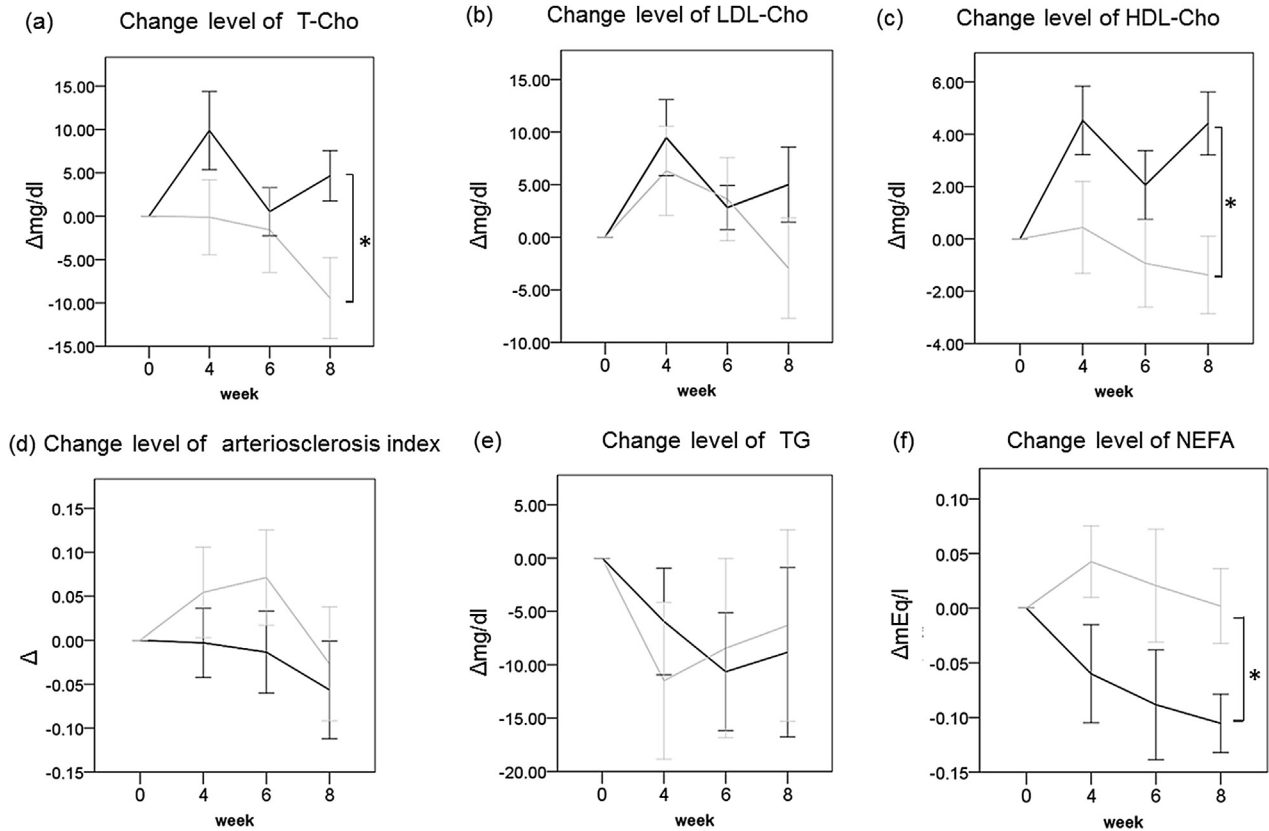 (a) Change level of T-Cho
15.00
10.00
5.00
0.00
-5.00
-10.00
-15.00
Δmg/dl
*
0 4 6 8
week
(b) Change level of LDL-Cho
15.00
10.00
5.00
0.00
-5.00
-10.00
Δmg/dl
0 4 6 8
week
(c) Change level of HDL-Cho
6.00
4.00
2.00
0.00
-2.00
-4.00
Δmg/dl
*
0 4 6 8
week
(d) Change level of arteriosclerosis index
0.15
0.10
0.05
0.00
-0.05
-0.10
-0.15
Δ
0 4 6 8
week
(e) Change level of TG
5.00
0.00
-5.00
-10.00
-15.00
-20.00
Δmg/dl
0 4 6 8
week
(f) Change level of NEFA
0.10
0.05
0.00
-0.05
-0.10
-0.15
ΔmEq/l
*
0 4 6 8
week